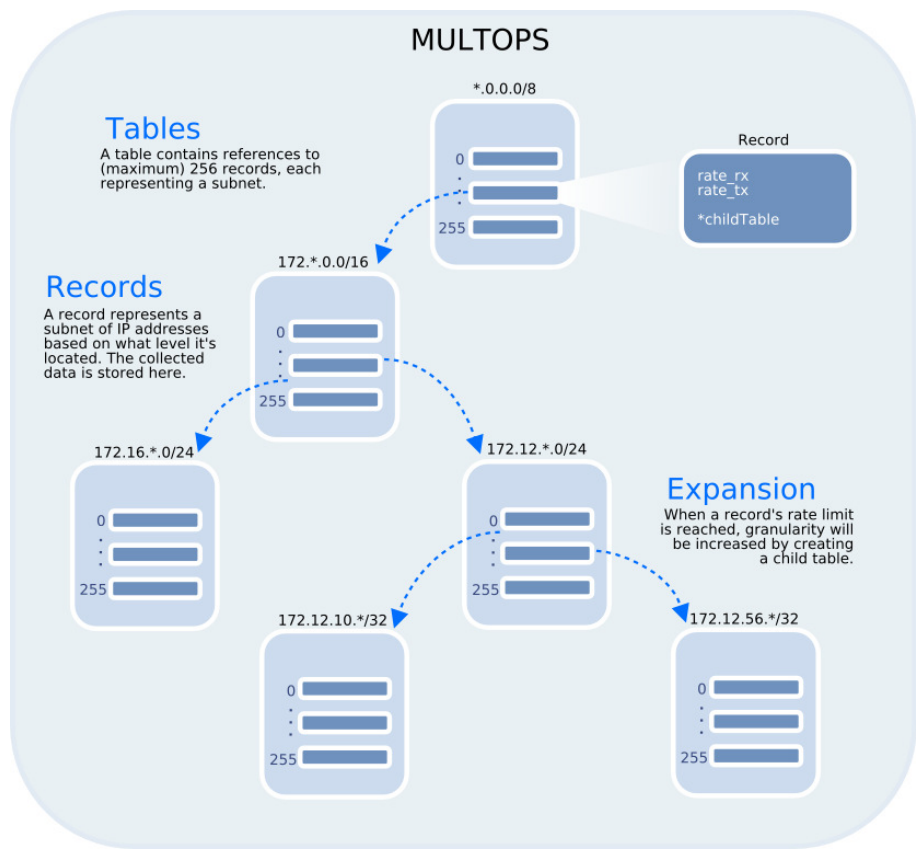 MULTOPS
*.0.0.0/8
Tables
A table contains references to
(maximum) 256 records, each
representing a subnet.
0
255
Record
rate_rx
rate_tx
*childTable
172.*.0.0/16
Records
A record represents a
subnet of IP addresses
based on what level it's
located. The collected
data is stored here.
0
255
172.16.*.0/24
0
255
172.12.*.0/24
0
255
Expansion
When a record's rate limit
is reached, granularity will
be increased by creating
a child table.
172.12.10.*/32
0
255
172.12.56.*/32
0
255